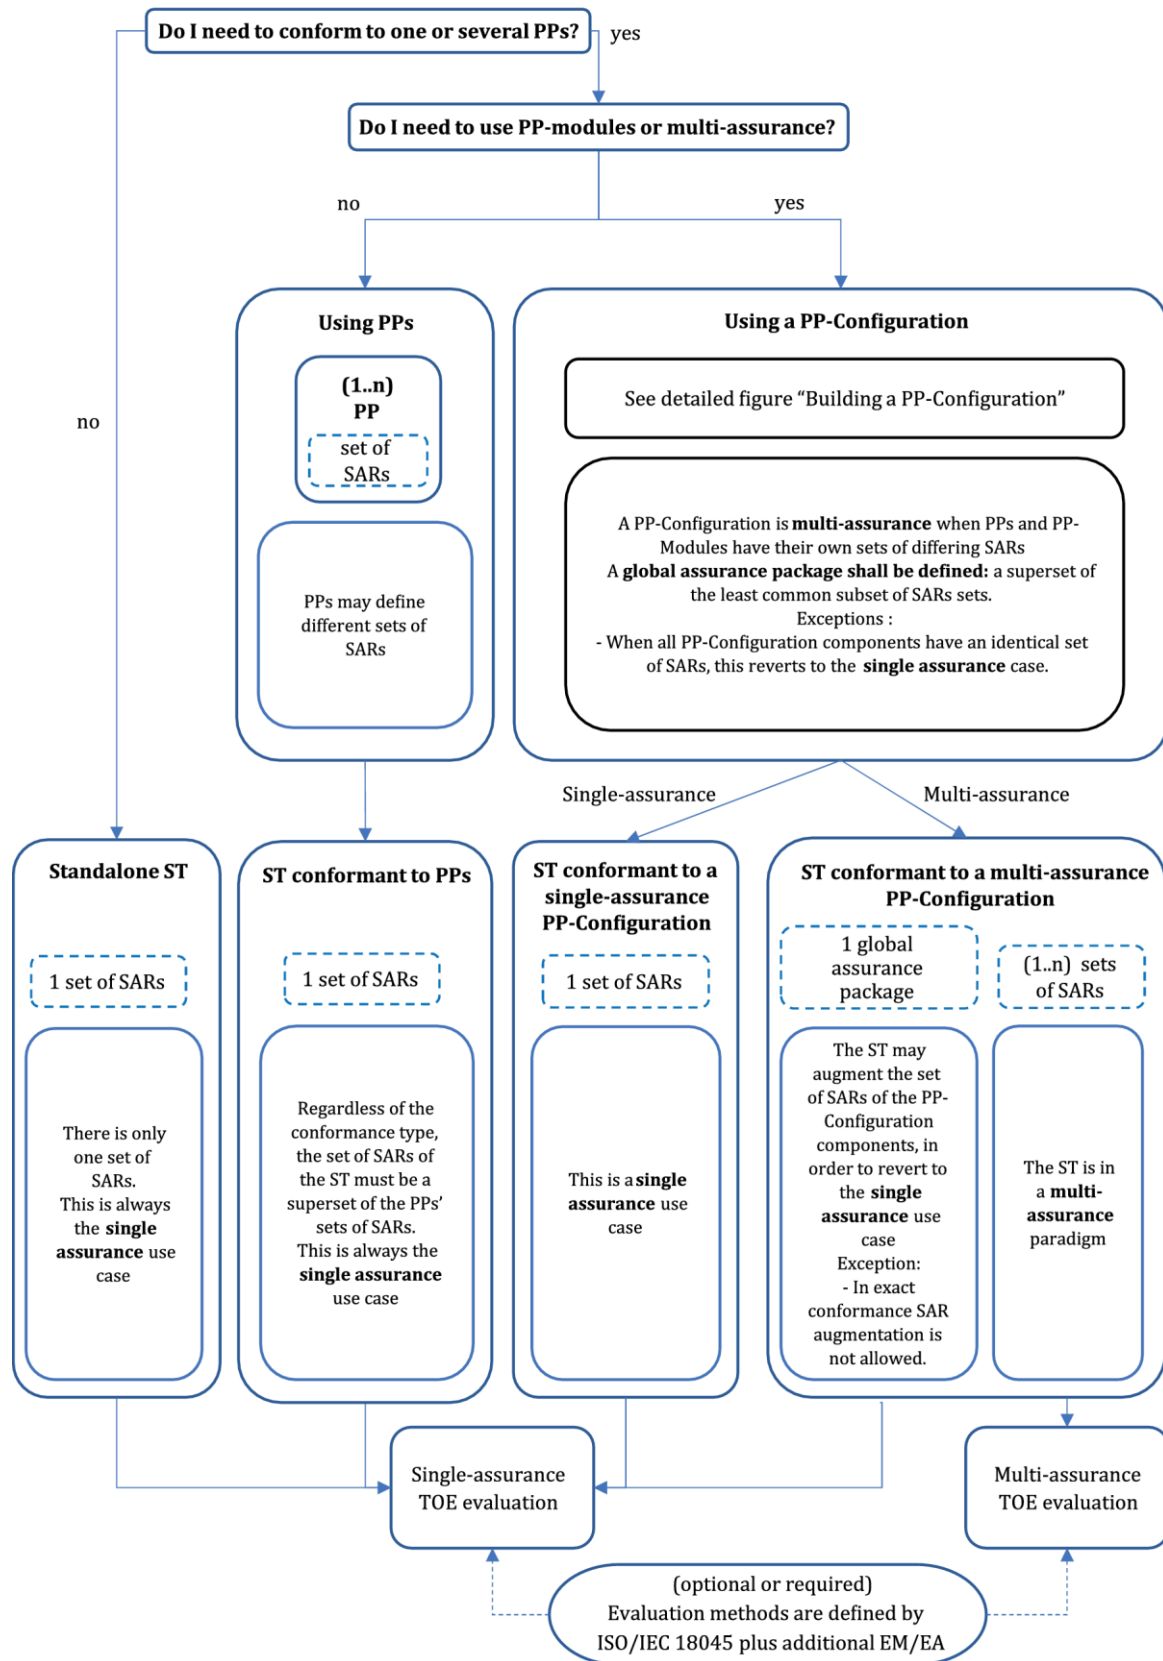 Do I need to conform to one or several PPs?
yes
Do I need to use PP-modules or multi-assurance?
no
yes
no
Using PPs
(1..n)
PP
set of
SARs
PPs may define
different sets of
SARs
Using a PP-Configuration
See detailed figure “Building a PP-Configuration”
A PP-Configuration is multi-assurance when PPs and PP-
Modules have their own sets of differing SARs
A global assurance package shall be defined: a superset of
the least common subset of SARs sets.
Exceptions :
- When all PP-Configuration components have an identical set
of SARs, this reverts to the single assurance case.
Single-assurance
Multi-assurance
Standalone ST
1 set of SARs
There is only
one set of
SARs.
This is always
the single
assurance use
case
ST conformant to PPs
1 set of SARs
Regardless of the
conformance type,
the set of SARs of
the ST must be a
superset of the PPs’
sets of SARs.
This is always the
single assurance
use case
ST conformant to a
single-assurance
PP-Configuration
1 set of SARs
This is a single
assurance use
case
ST conformant to a multi-assurance
PP-Configuration
1 global
assurance
package
The ST may
augment the set
of SARs of the PP-
Configuration
components, in
order to revert to
the single
assurance use
case
Exception:
- In exact
conformance SAR
augmentation is
not allowed.
(1..n) sets
of SARs
The ST is in
a multi-
assurance
paradigm
Single-assurance
TOE evaluation
Multi-assurance
TOE evaluation
(optional or required)
Evaluation methods are defined by
ISO/IEC 18045 plus additional EM/EA